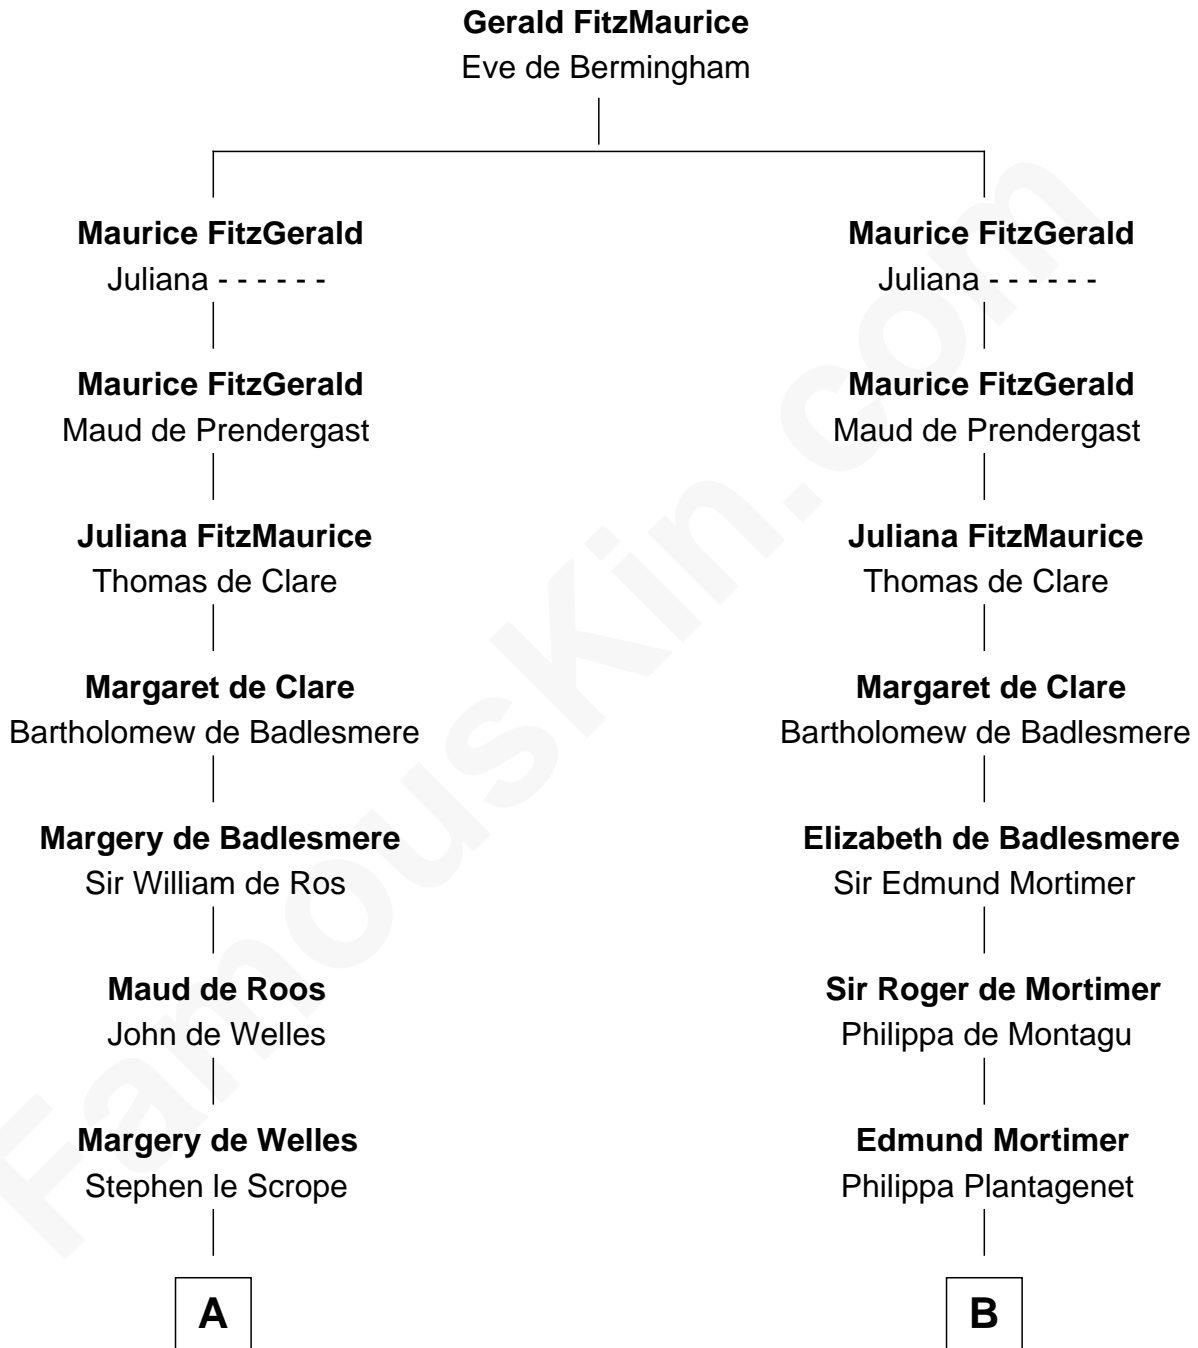 Gerald FitzMaurice
Eve de Bermingham
Maurice FitzGerald
Juliana - - - - - -
Maurice FitzGerald
Juliana - - - - - -
Maurice FitzGerald
Maud de Prendergast
Maurice FitzGerald
Maud de Prendergast
Juliana FitzMaurice
Thomas de Clare
Juliana FitzMaurice
Thomas de Clare
Margaret de Clare
Bartholomew de Badlesmere
Margaret de Clare
Bartholomew de Badlesmere
Margery de Badlesmere
Sir William de Ros
Elizabeth de Badlesmere
Sir Edmund Mortimer
Maud de Roos
John de Welles
Sir Roger de Mortimer
Philippa de Montagu
Margery de Welles
Stephen le Scrope
Edmund Mortimer
Philippa Plantagenet
A
B
FamousKin.com